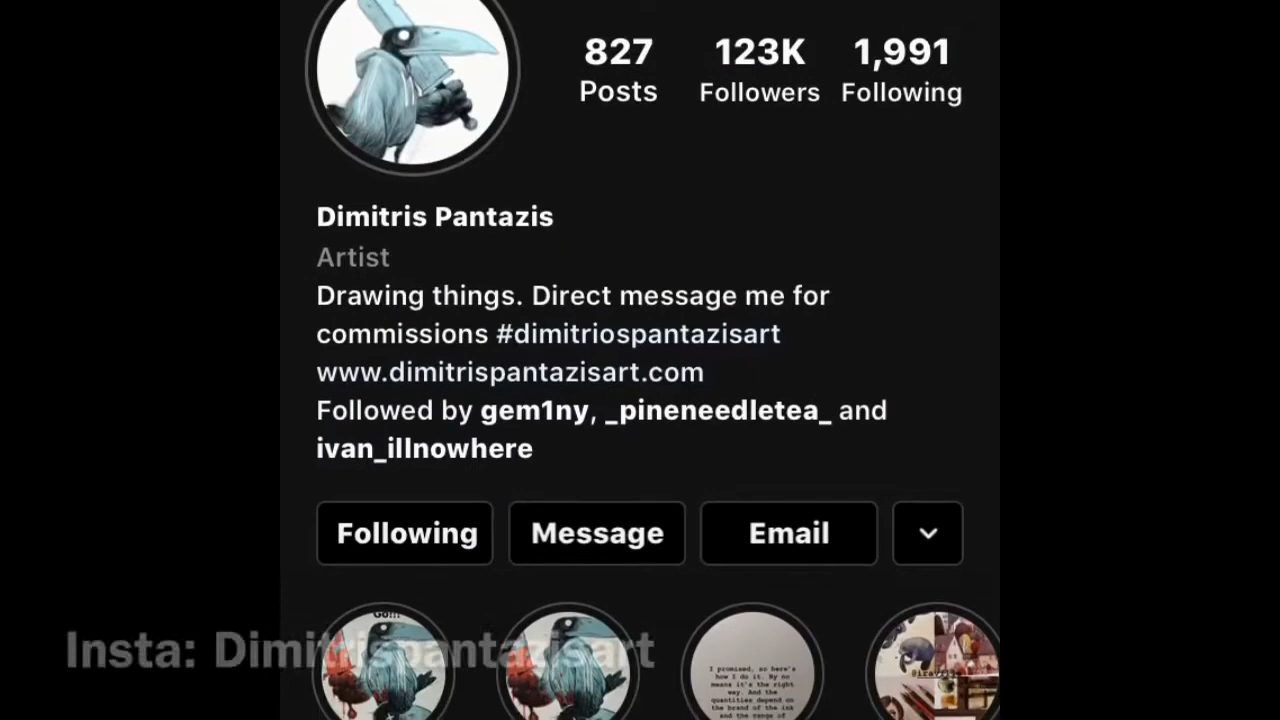 827 123K 1,991
Posts Followers Following
Dimitris Pantazis
Artist
Drawing things. Direct message me for
commissions #dimitriospantazisart
www.dimitrispantazisart.com
Followed by gem1ny, _pineneedletea_ and
ivan_illnowhere
Following Message Email
Go!!!
Insta: Dimitrispantazisart
I promised, so here's
how I do it. By no
means it's the right
way. And the
quantities depend on
the brand of the ink
and the range of